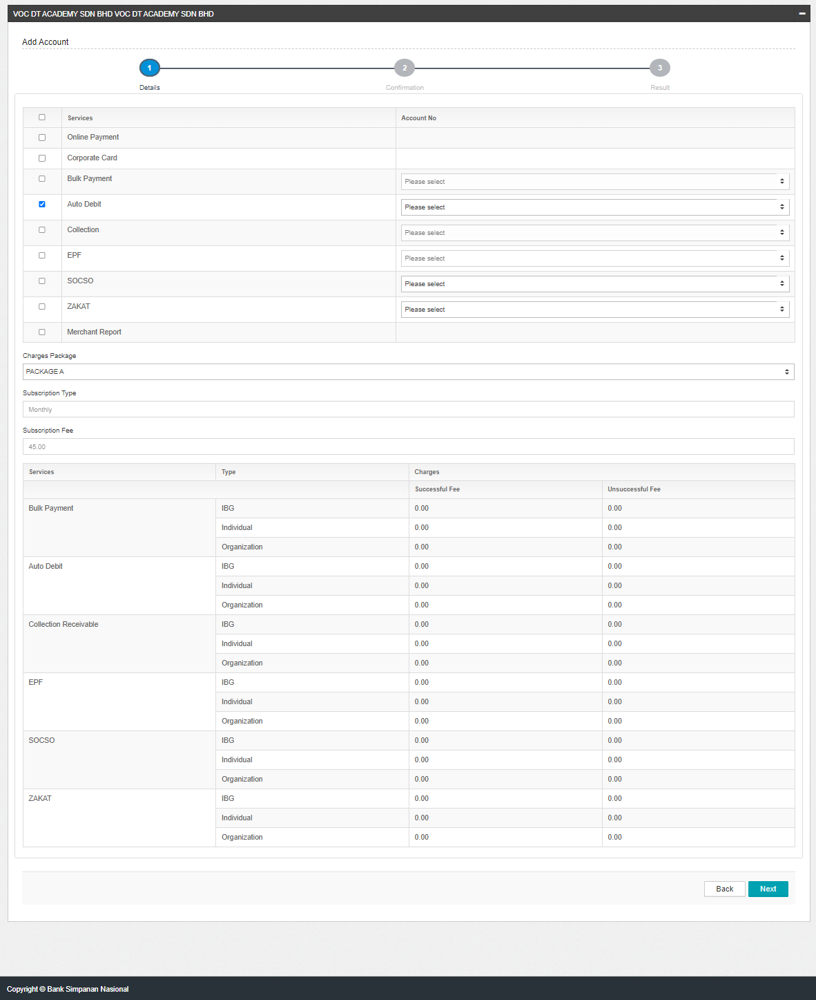 VOC DT ACADEMY SDN BHD VOC DT ACADEMY SDN BHD
Add Account
1 2 3
Details Confirmation Result
Services Account No
Online Payment
Corporate Card
Bulk Payment Please select
Auto Debit Please select
Collection Please select
EPF Please select
SOCSO Please select
ZAKAT Please select
Merchant Report
Charges Package
PACKAGE A
Subscription Type
Monthly
Subscription Fee
45.00
Services Type Charges
Successful Fee Unsuccessful Fee
Bulk Payment IBG 0.00 0.00
Individual 0.00 0.00
Organization 0.00 0.00
Auto Debit IBG 0.00 0.00
Individual 0.00 0.00
Organization 0.00 0.00
Collection Receivable IBG 0.00 0.00
Individual 0.00 0.00
Organization 0.00 0.00
EPF IBG 0.00 0.00
Individual 0.00 0.00
Organization 0.00 0.00
SOCSO IBG 0.00 0.00
Individual 0.00 0.00
Organization 0.00 0.00
ZAKAT IBG 0.00 0.00
Individual 0.00 0.00
Organization 0.00 0.00
Back Next
Copyright © Bank Simpanan Nasional